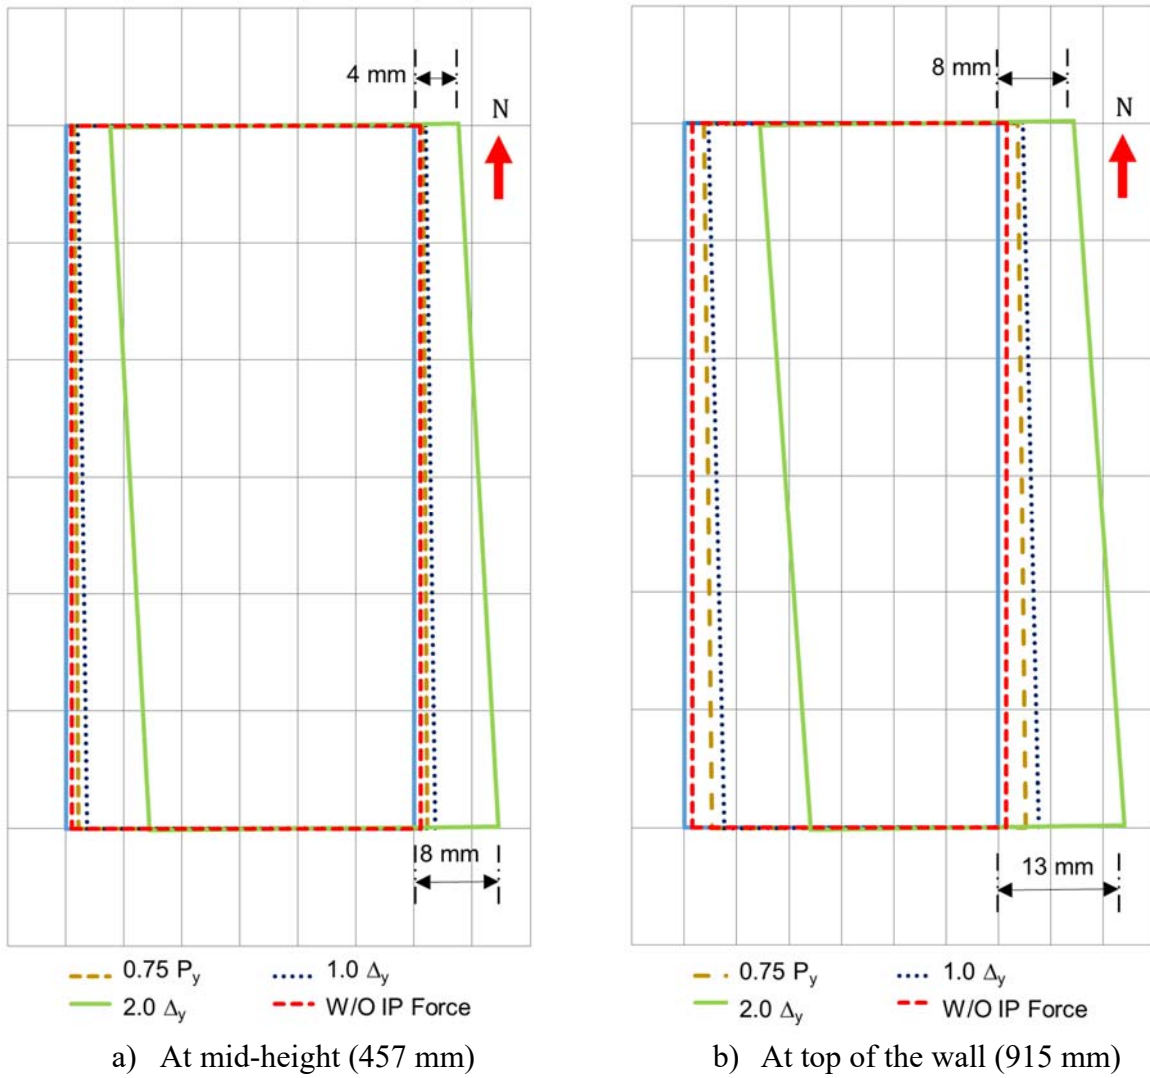 4 mm
N
8 mm
0.75 Py
1.0 Δy
2.0 Δy
W/O IP Force
a) At mid-height (457 mm)
8 mm
N
13 mm
0.75 Py
1.0 Δy
2.0 Δy
W/O IP Force
b) At top of the wall (915 mm)